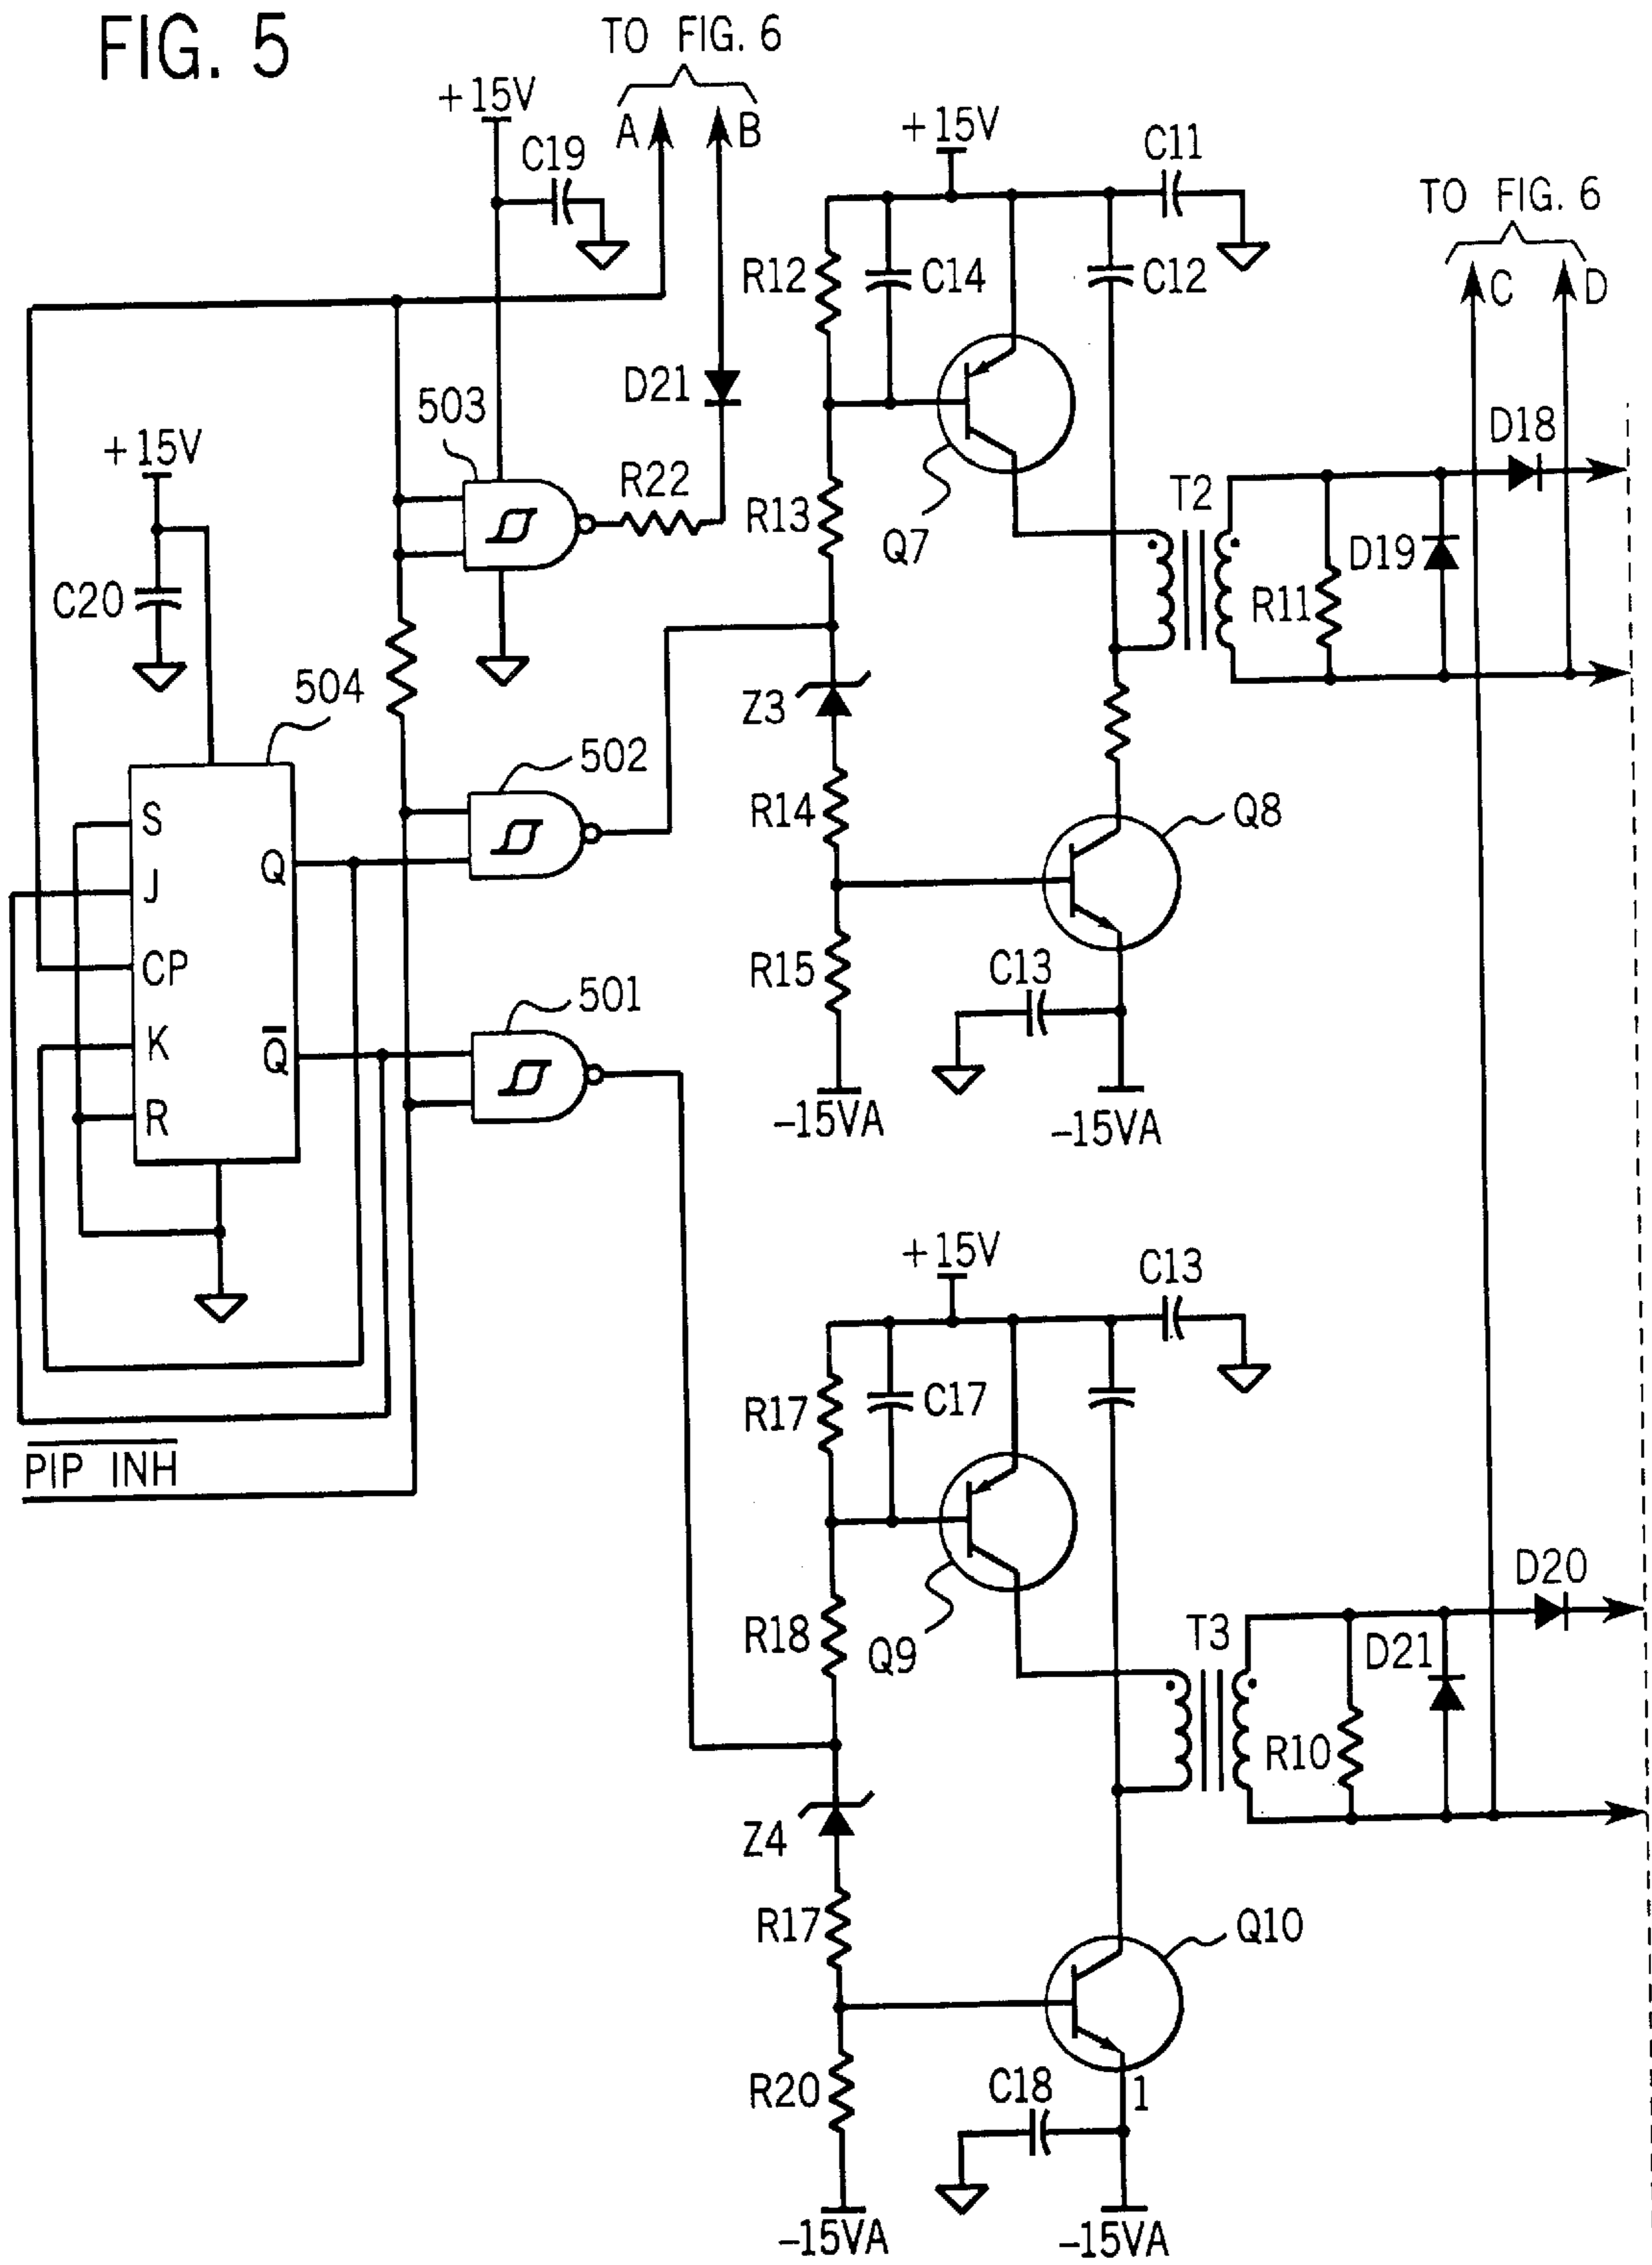 FIG. 5
TO FIG. 6
A
B
+15V
C19
+15V
C11
TO FIG. 6
C
D
R12
C14
C12
D21
503
+15V
R22
R13
Q7
T2
D18
D19
R11
C20
504
Z3
502
S
J
CP
K
R
Q
Q̅
R14
Q8
R15
C13
501
–15VA
–15VA
+15V
C13
R17
C17
P̅I̅P̅ I̅N̅H̅
R18
Q9
T3
D20
D21
R10
Z4
R17
Q10
R20
C18
1
–15VA
–15VA